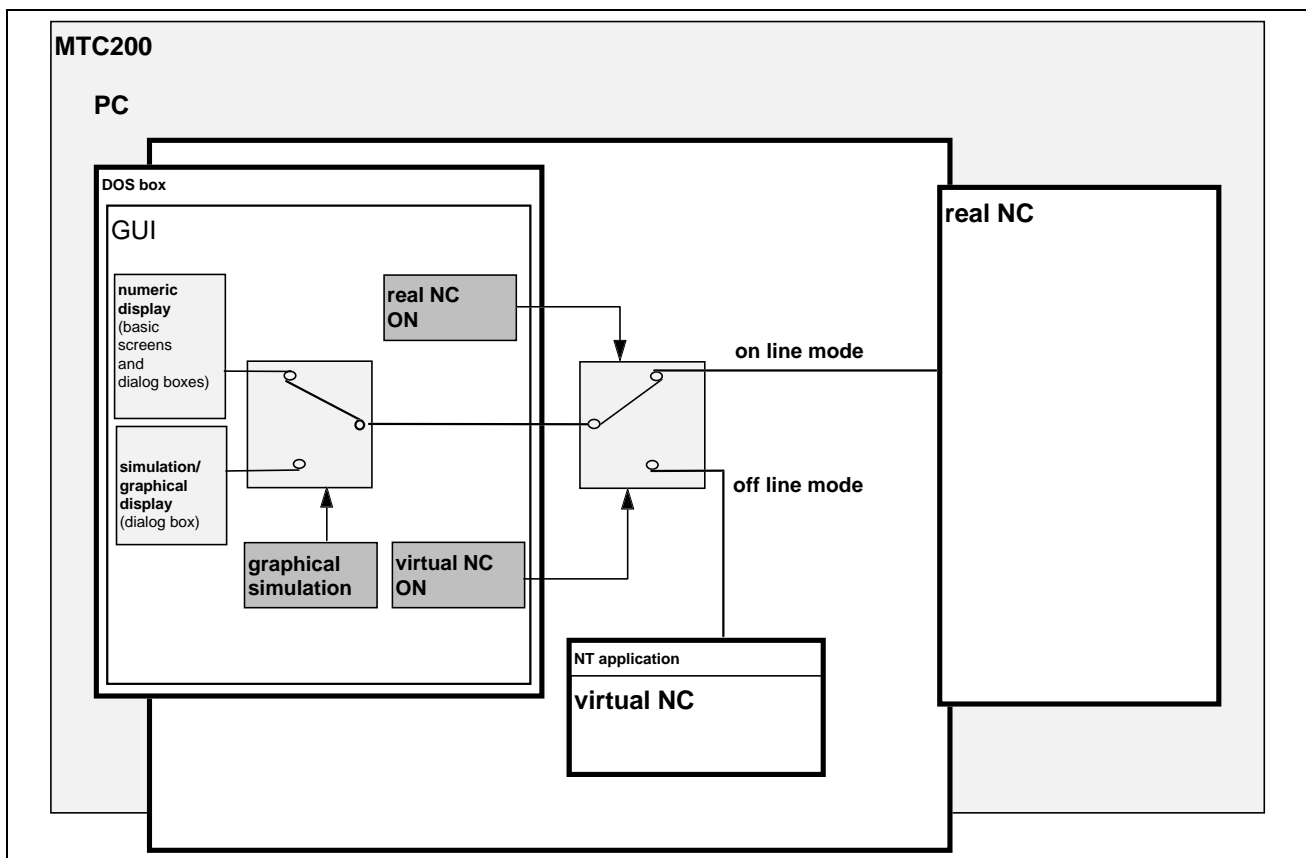 MTC200
PC
DOS box
GUI
numeric
display
(basic
screens
and
dialog boxes)
real NC
ON
real NC
on line mode
simulation/
graphical
display
(dialog box)
off line mode
graphical
simulation
virtual NC
ON
NT application
virtual NC